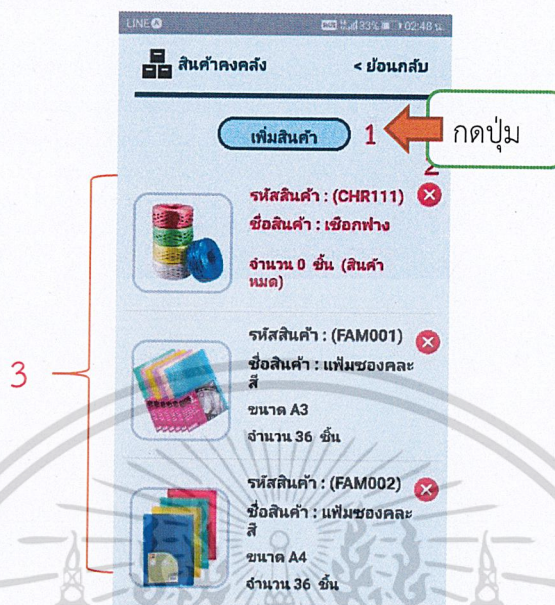 LINE 33% 02:48 น.
สินค้าคงคลัง < ย้อนกลับ
เพิ่มสินค้า 1 กดปุ่ม
2
รหัสสินค้า : (CHR111)
ชื่อสินค้า : เชือกฟาง
จำนวน 0 ชิ้น (สินค้า
หมด)
3
รหัสสินค้า : (FAM001)
ชื่อสินค้า : แฟ้มซองคละ
สี
ขนาด A3
จำนวน 36 ชิ้น
รหัสสินค้า : (FAM002)
ชื่อสินค้า : แฟ้มซองคละ
สี
ขนาด A4
จำนวน 36 ชิ้น